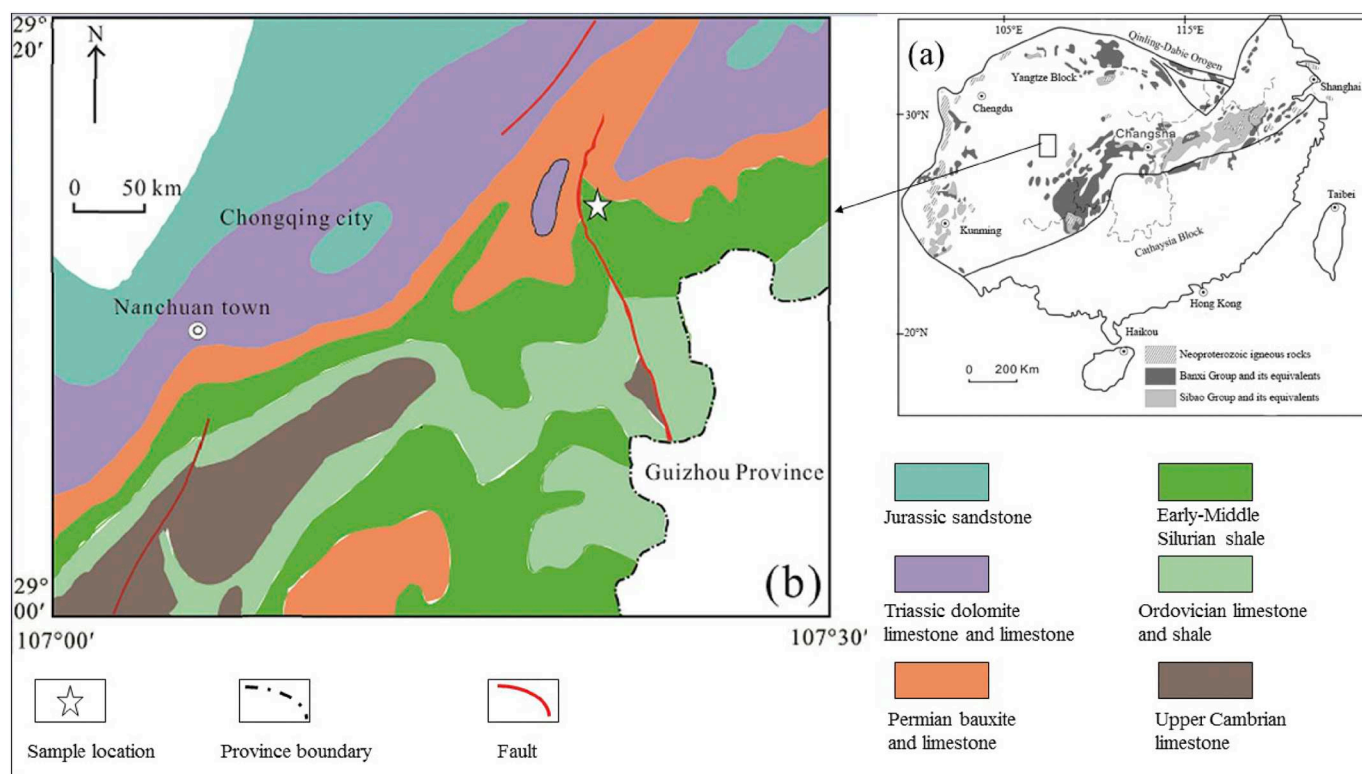 29°
20′
N
0 50 km
Chongqing city
Nanchuan town
Guizhou Province
(b)
29°
00′
107°00′
107°30′
Sample location
Province boundary
Fault
(a)
105°E
115°E
Qinling-Dabie Orogen
Yangtze Block
Shanghai
Chengdu
30°N
Changsha
Taibei
Kunming
Cathaysia Block
Hong Kong
20°N
Haikou
0 200 Km
Neoproterozoic igneous rocks
Banxi Group and its equivalents
Sibao Group and its equivalents
Jurassic sandstone
Early-Middle
Silurian shale
Triassic dolomite
limestone and limestone
Ordovician limestone
and shale
Permian bauxite
and limestone
Upper Cambrian
limestone